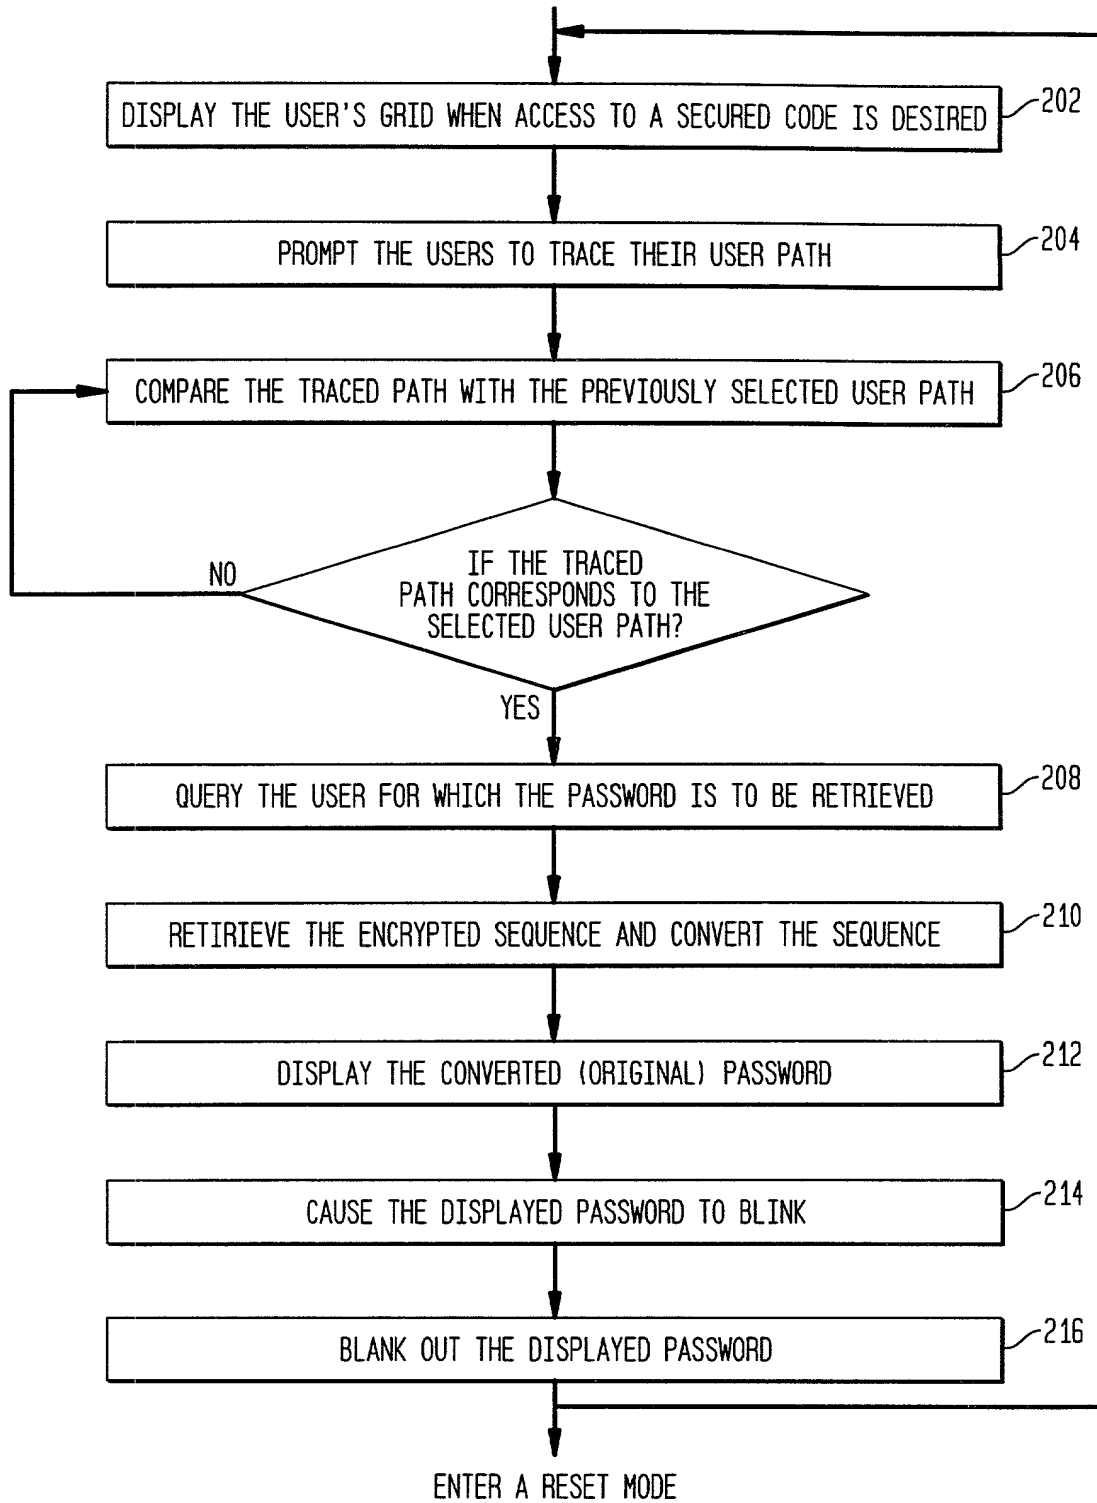 DISPLAY THE USER'S GRID WHEN ACCESS TO A SECURED CODE IS DESIRED
202
PROMPT THE USERS TO TRACE THEIR USER PATH
204
COMPARE THE TRACED PATH WITH THE PREVIOUSLY SELECTED USER PATH
206
IF THE TRACED
PATH CORRESPONDS TO THE
SELECTED USER PATH?
NO
YES
QUERY THE USER FOR WHICH THE PASSWORD IS TO BE RETRIEVED
208
RETIRIEVE THE ENCRYPTED SEQUENCE AND CONVERT THE SEQUENCE
210
DISPLAY THE CONVERTED (ORIGINAL) PASSWORD
212
CAUSE THE DISPLAYED PASSWORD TO BLINK
214
BLANK OUT THE DISPLAYED PASSWORD
216
ENTER A RESET MODE